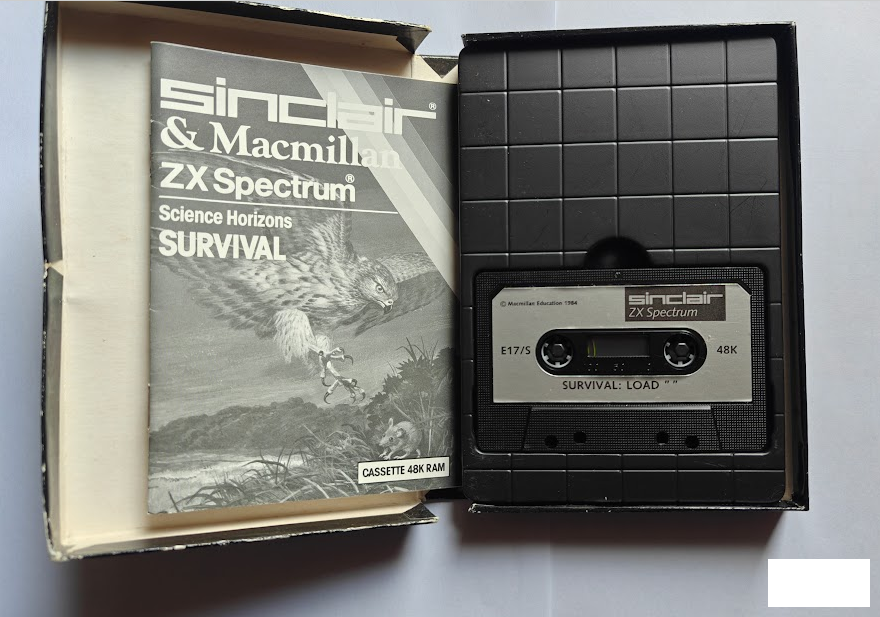 sinclair®
& Macmillan
ZX Spectrum®
Science Horizons
SURVIVAL
CASSETTE 48K RAM
© Macmillan Education 1984
sinclair
ZX Spectrum
E17/S
48K
SURVIVAL: LOAD " "